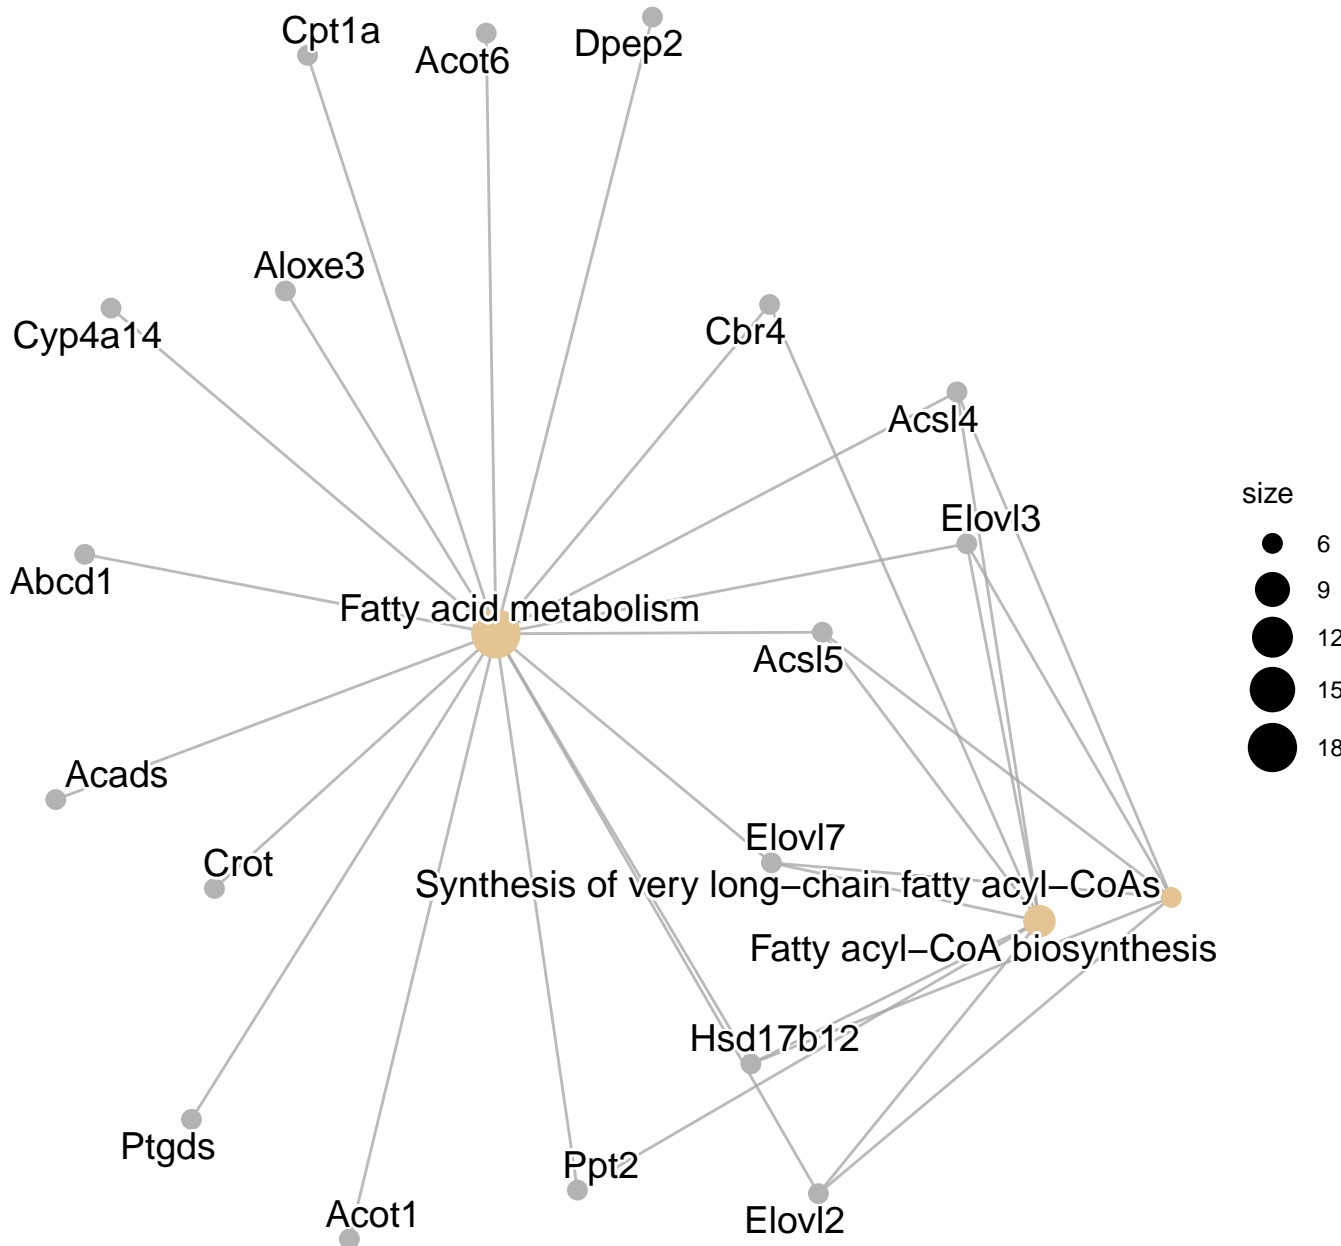 Cpt1a
Acot6
Dpep2
Aloxe3
Cyp4a14
Cbr4
Acsl4
size
Elovl3
6
Abcd1
9
Fatty acid metabolism
12
Acsl5
15
18
Acads
Elovl7
Crot
Synthesis of very long−chain fatty acyl−CoAs
Fatty acyl−CoA biosynthesis
Hsd17b12
Ptgds
Ppt2
Acot1
Elovl2